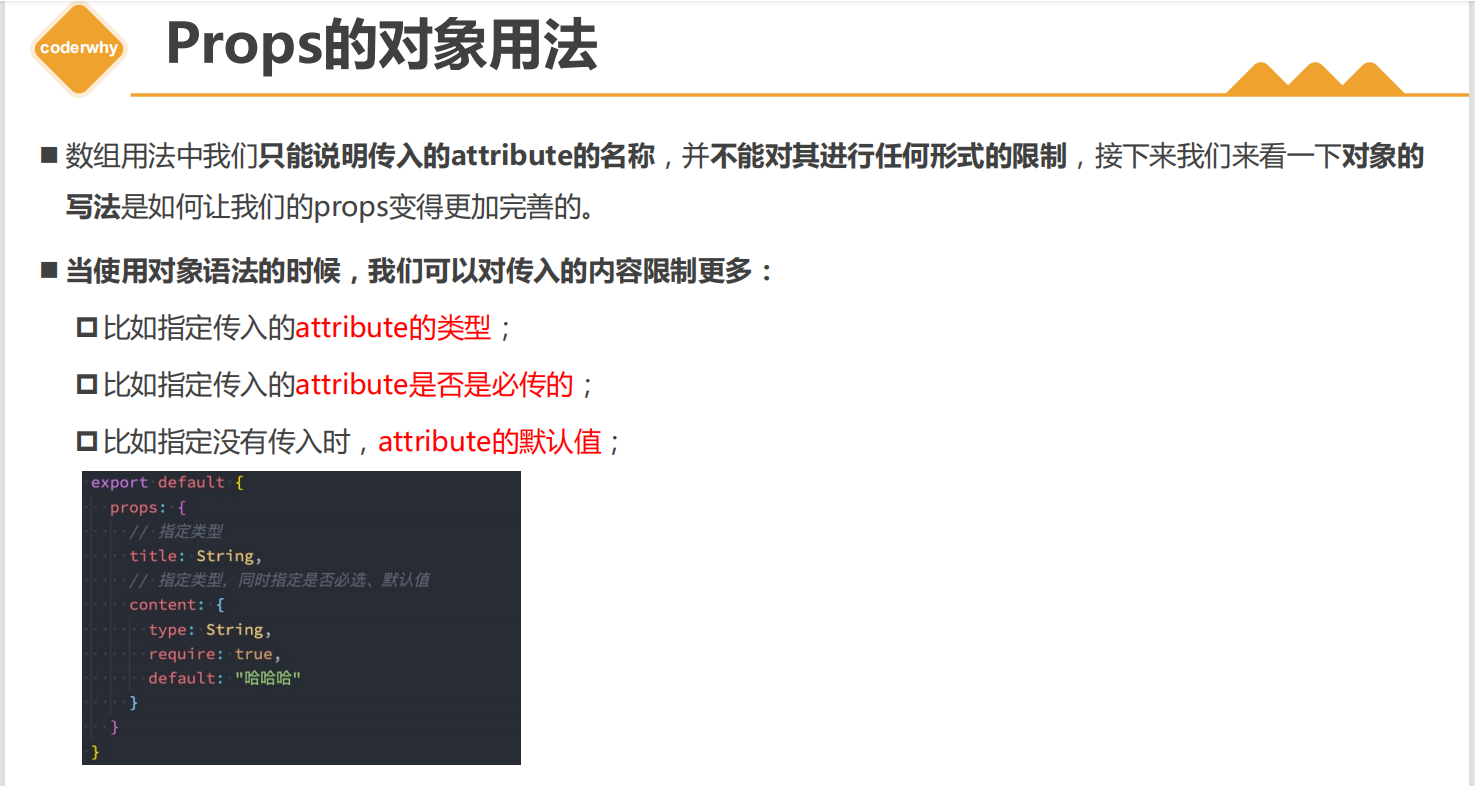 coderwhy
Props的对象用法
数组用法中我们只能说明传入的attribute的名称，并不能对其进行任何形式的限制，接下来我们来看一下对象的
写法是如何让我们的props变得更加完善的。
当使用对象语法的时候，我们可以对传入的内容限制更多：
比如指定传入的attribute的类型；
比如指定传入的attribute是否是必传的；
比如指定没有传入时，attribute的默认值；
export default {
props: {
// 指定类型
title: String,
// 指定类型，同时指定是否必选、默认值
content: {
type: String,
require: true,
default: "哈哈哈"
}
}
}